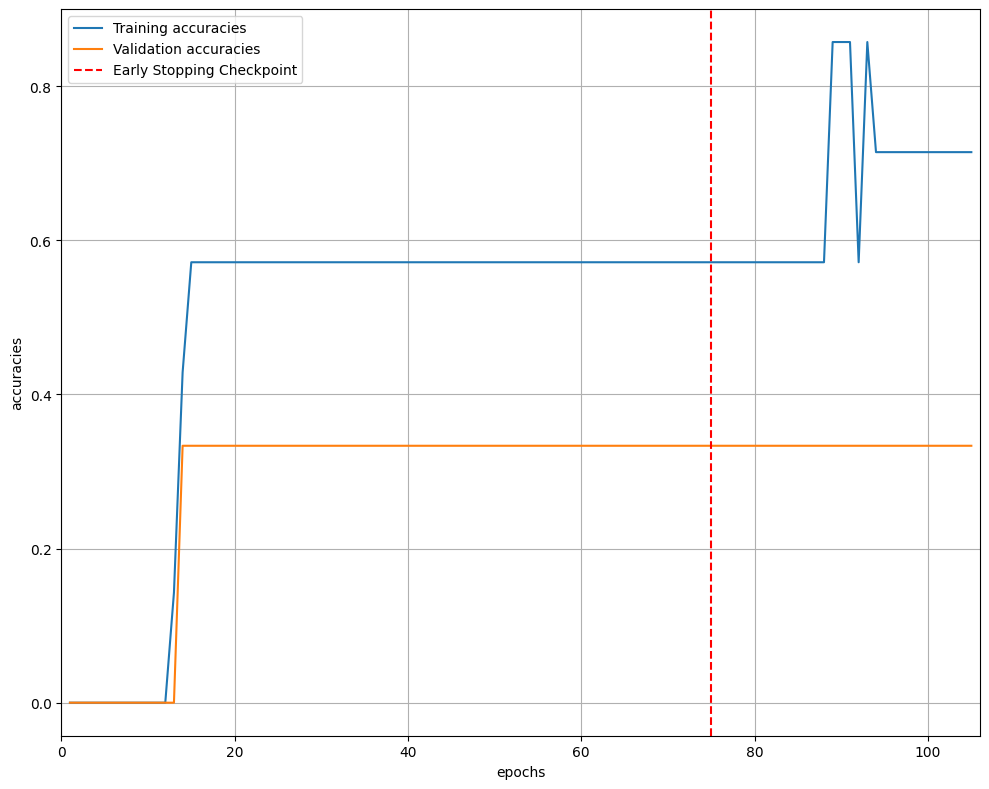 Training accuracies
Validation accuracies
Early Stopping Checkpoint
0.8
0.6
0.4
0.2
0.0
accuracies
0 20 40 60 80 100
epochs